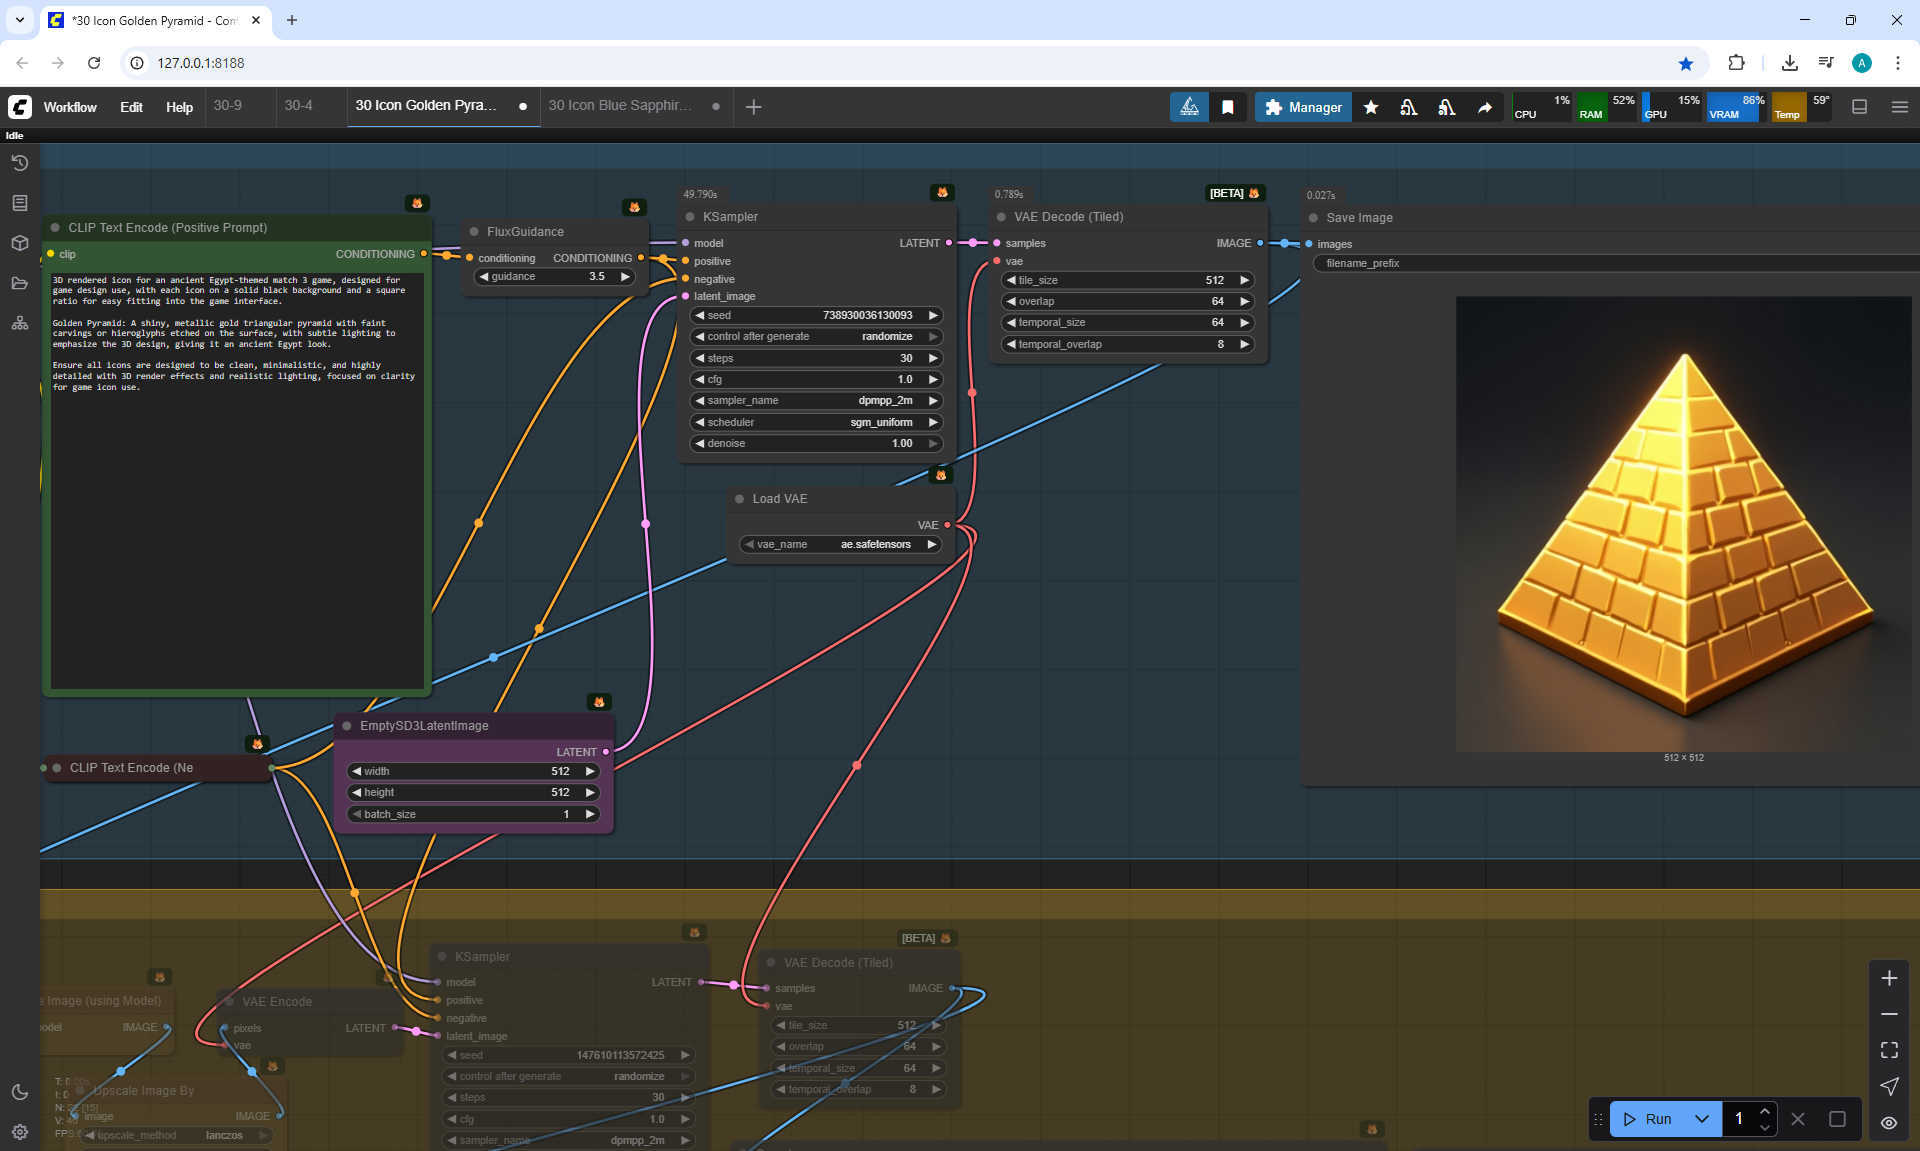 *30 Icon Golden Pyramid - Com
127.0.0.1:8188
A
Workflow
Edit
Help
30-9
30-4
30 Icon Golden Pyra...
30 Icon Blue Sapphir...
Manager
CPU 1%
RAM 52%
GPU 15%
VRAM 86%
Temp 59°
Idle
CLIP Text Encode (Positive Prompt)
clip
CONDITIONING
3D rendered icon for an ancient Egypt-themed match 3 game, designed for
game design use, with each icon on a solid black background and a square
ratio for easy fitting into the game interface.
Golden Pyramid: A shiny, metallic gold triangular pyramid with faint
carvings or hieroglyphs etched on the surface, with subtle lighting to
emphasize the 3D design, giving it an ancient Egypt look.
Ensure all icons are designed to be clean, minimalistic, and highly
detailed with 3D render effects and realistic lighting, focused on clarity
for game icon use.
FluxGuidance
conditioning
CONDITIONING
guidance 3.5
49.790s
KSampler
model
LATENT
positive
negative
latent_image
seed 738930036130093
control after generate randomize
steps 30
cfg 1.0
sampler_name dpmpp_2m
scheduler sgm_uniform
denoise 1.00
0.789s
[BETA]
VAE Decode (Tiled)
samples
IMAGE
vae
tile_size 512
overlap 64
temporal_size 64
temporal_overlap 8
0.027s
Save Image
images
filename_prefix
512 × 512
Load VAE
VAE
vae_name ae.safetensors
EmptySD3LatentImage
LATENT
width 512
height 512
batch_size 1
CLIP Text Encode (Ne
KSampler
model
LATENT
positive
negative
latent_image
seed 147610113572425
control after generate randomize
steps 30
cfg 1.0
sampler_name dpmpp_2m
[BETA]
VAE Decode (Tiled)
samples
IMAGE
vae
tile_size 512
overlap 64
temporal_size 64
temporal_overlap 8
e Image (using Model)
odel
IMAGE
VAE Encode
pixels
LATENT
vae
Upscale Image By
image
IMAGE
upscale_method lanczos
Run
1